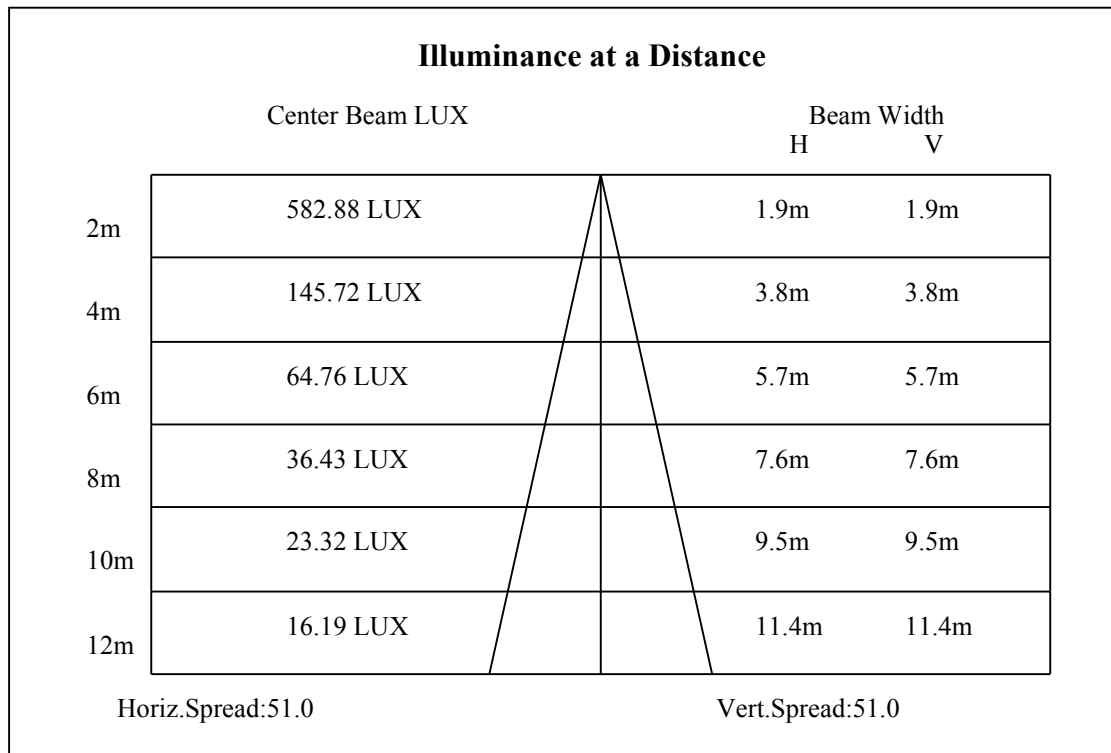 Illuminance at a Distance
Center Beam LUX Beam Width
H V
2m 582.88 LUX 1.9m 1.9m
4m 145.72 LUX 3.8m 3.8m
6m 64.76 LUX 5.7m 5.7m
8m 36.43 LUX 7.6m 7.6m
10m 23.32 LUX 9.5m 9.5m
12m 16.19 LUX 11.4m 11.4m
Horiz.Spread:51.0 Vert.Spread:51.0